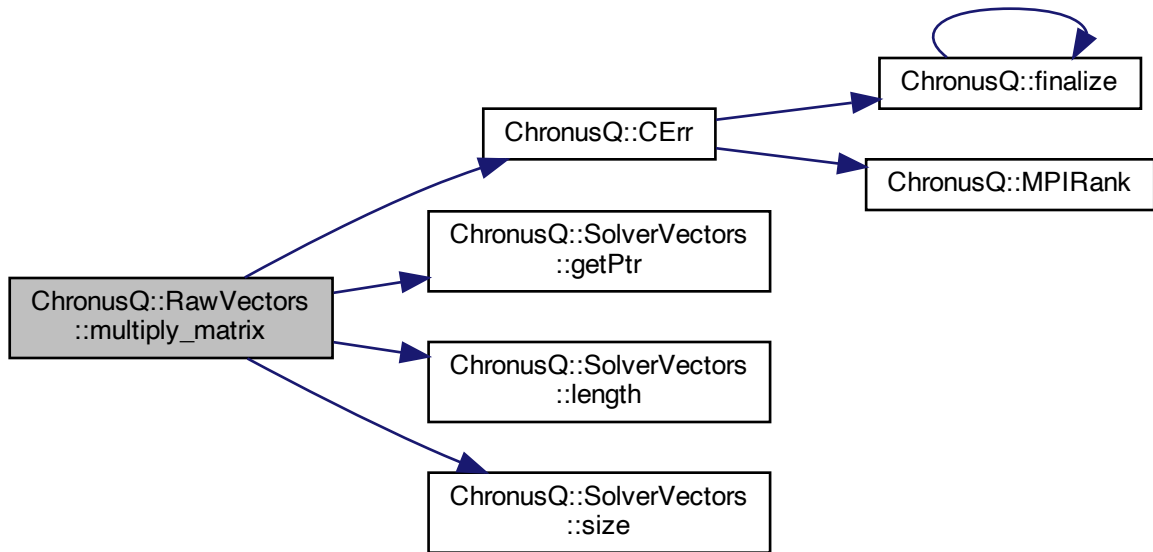 ChronusQ::finalize
ChronusQ::CErr
ChronusQ::MPIRank
ChronusQ::SolverVectors
::getPtr
ChronusQ::RawVectors
::multiply_matrix
ChronusQ::SolverVectors
::length
ChronusQ::SolverVectors
::size